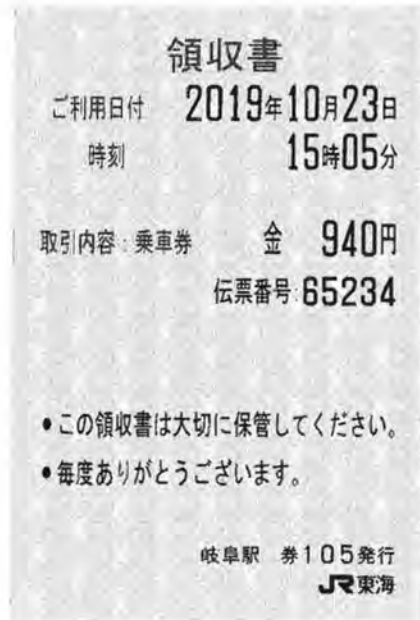 領収書
ご利用日付 2019年10月23日
時刻 15時05分
取引内容：乗車券 金 940円
伝票番号:65234
•この領収書は大切に保管してください。
•毎度ありがとうございます。
岐阜駅 券105発行
JR東海